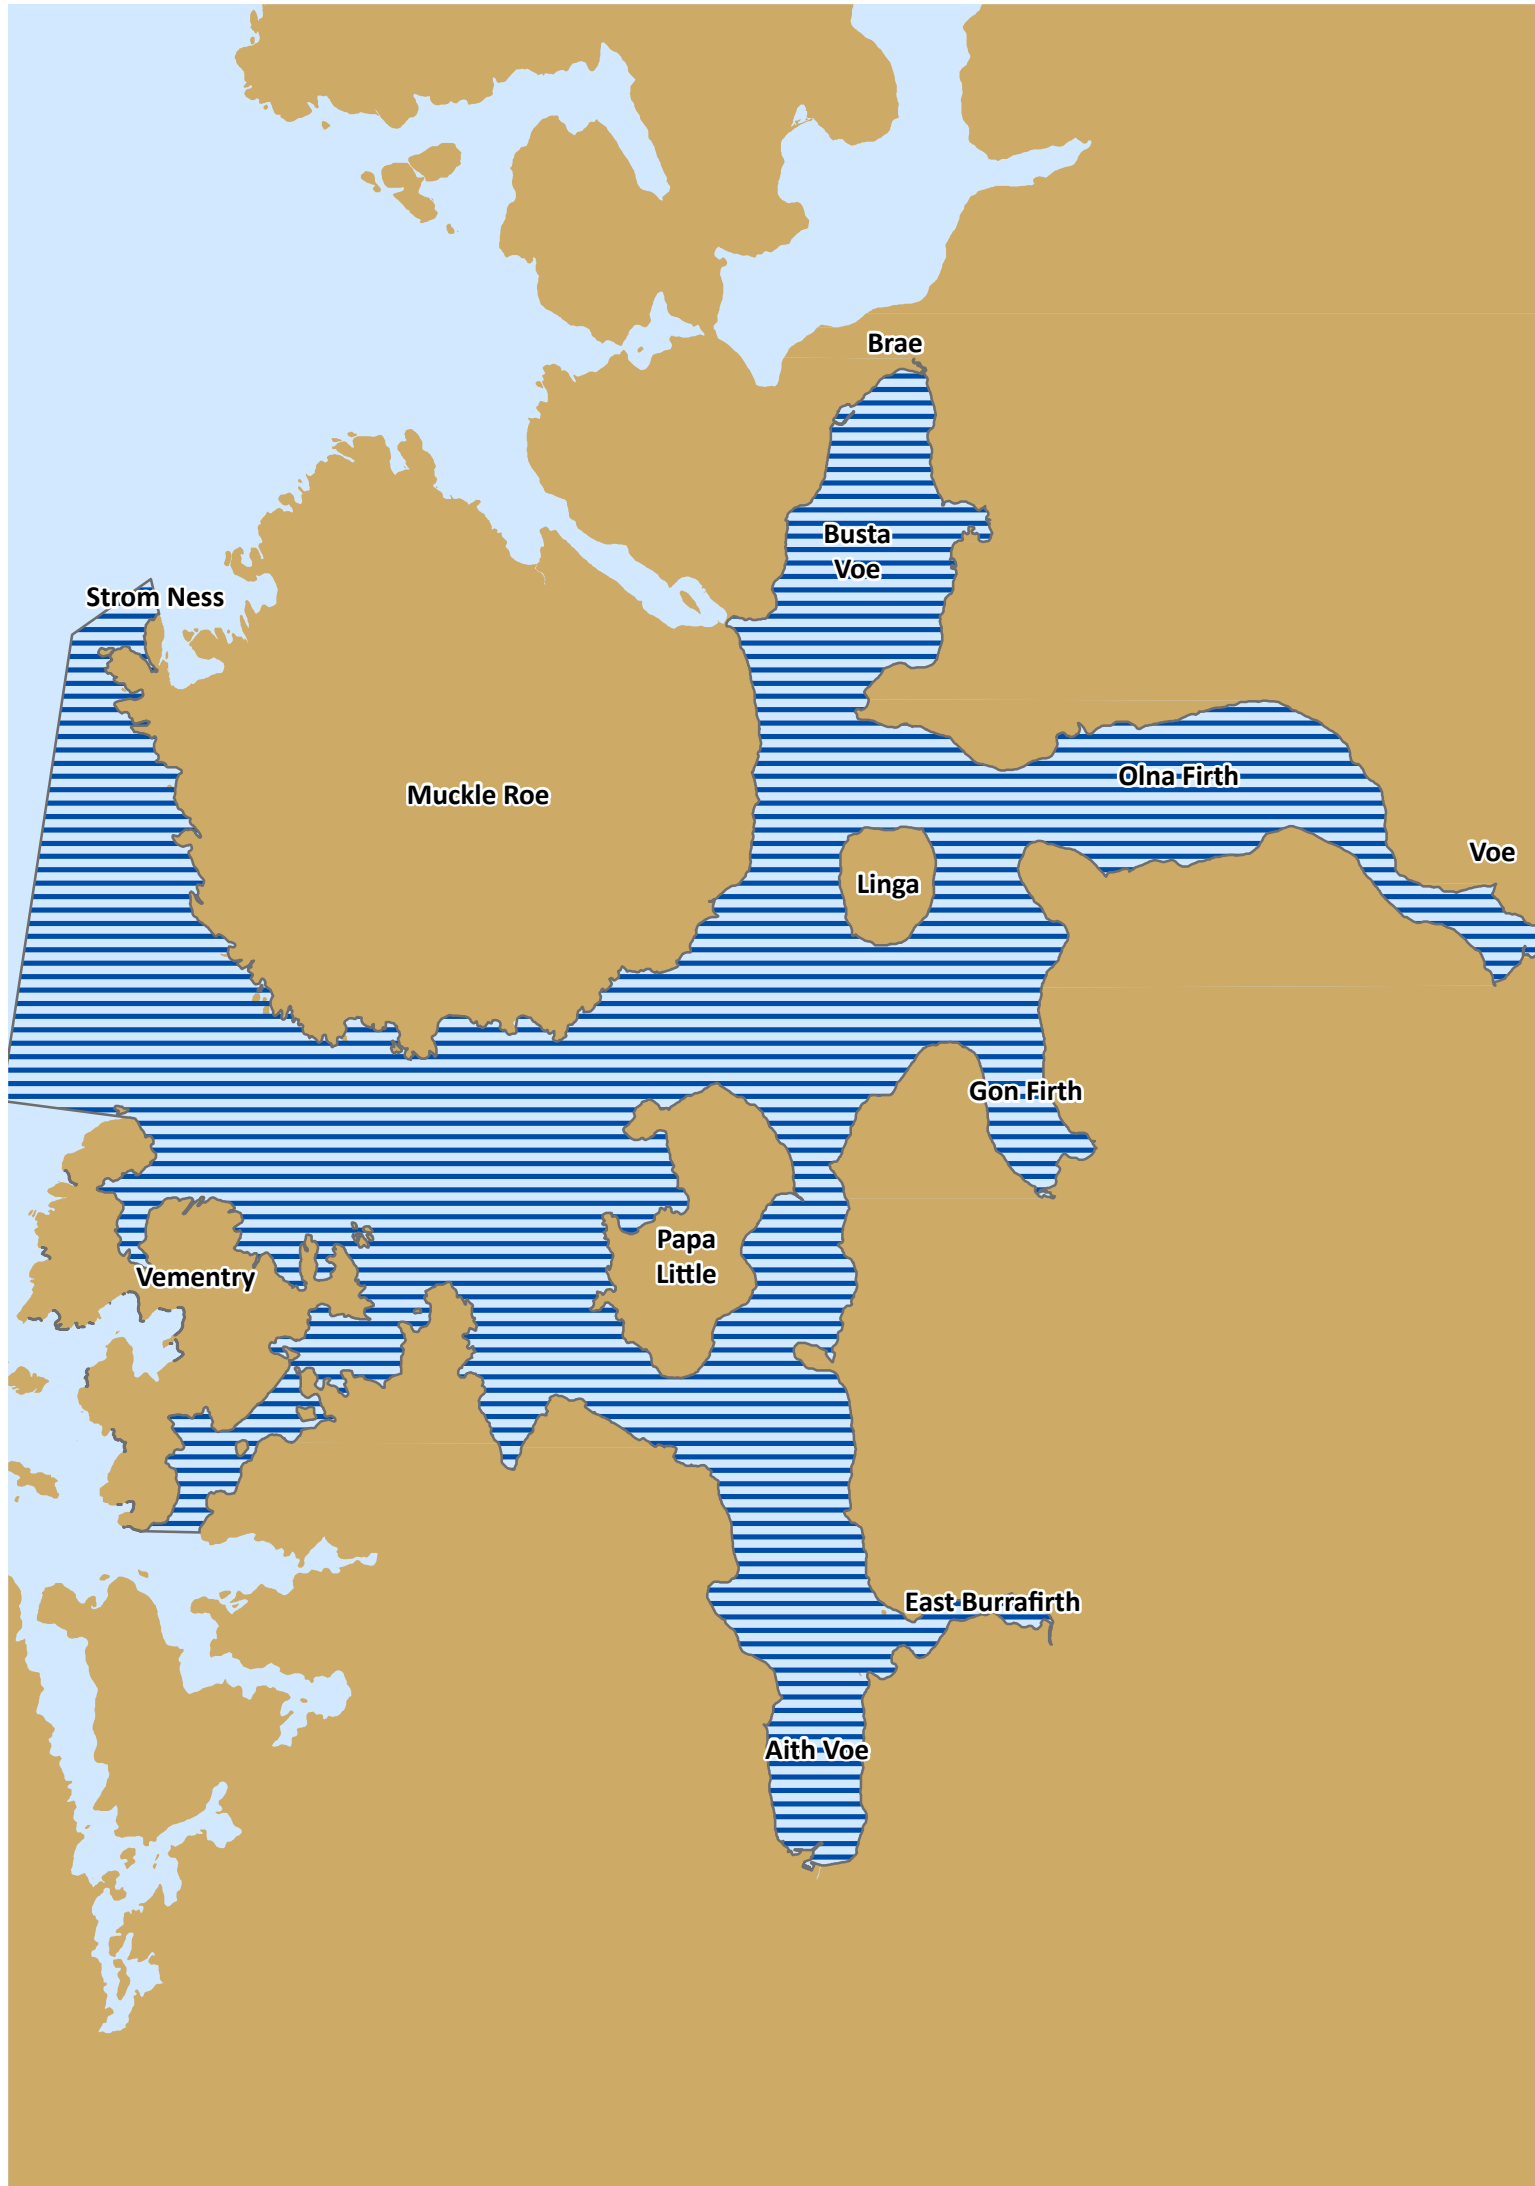 Brae
Busta
Voe
Strom Ness
Muckle Roe
Olna Firth
Voe
Linga
Gon Firth
Papa
Little
Vementry
East Burrafirth
Aith Voe